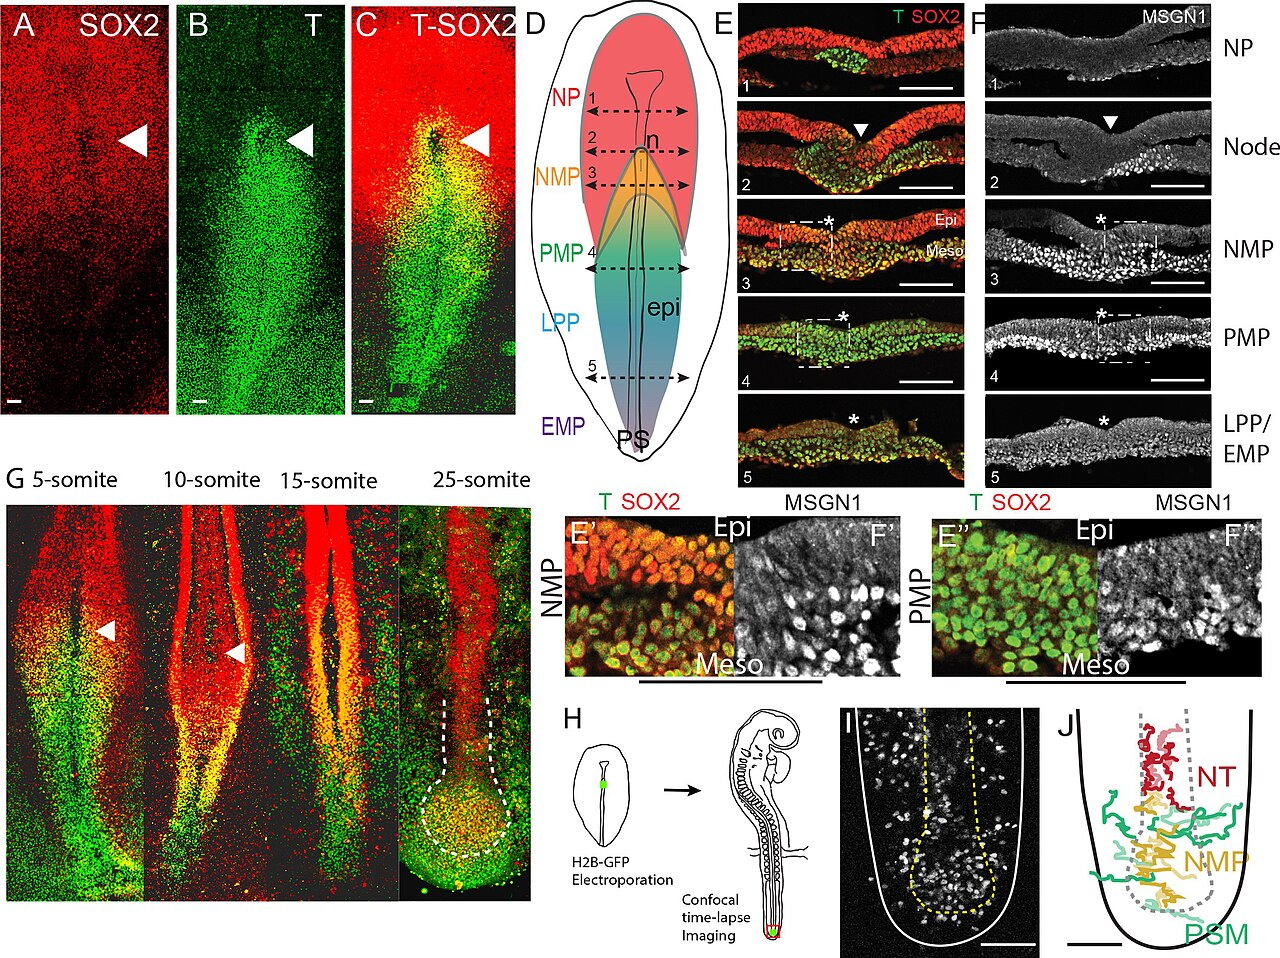 A SOX2
B T
C T-SOX2
D
NP
NMP
PMP
LPP
EMP
1
2
3
4
5
n
epi
PS
E T SOX2
1
2
3
Epi
Meso
*
4
*
5
*
F MSGN1
1
2
3
*
4
*
5
*
NP
Node
NMP
PMP
LPP/
EMP
G 5-somite 10-somite 15-somite 25-somite
T SOX2 MSGN1
E' Epi F'
NMP
Meso
T SOX2 MSGN1
E" Epi F"
PMP
Meso
H
H2B-GFP
Electroporation
Confocal
time-lapse
Imaging
I
J
NT
NMP
PSM